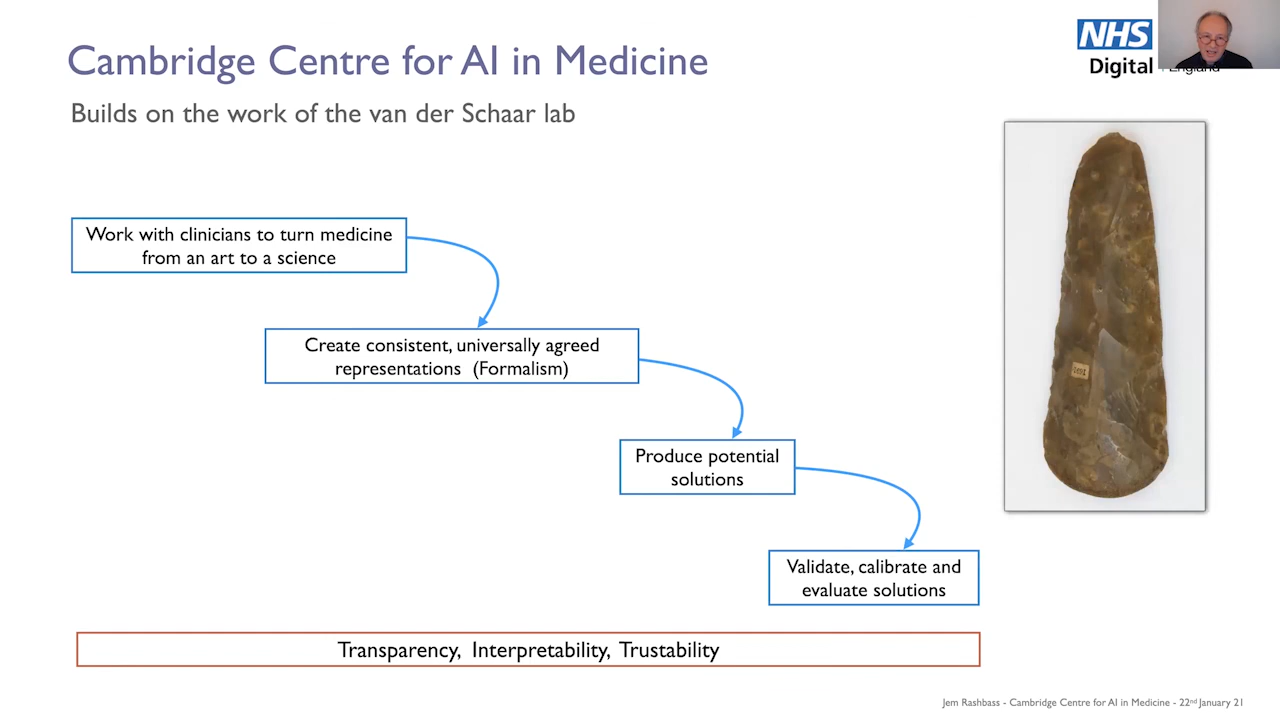 Cambridge Centre for AI in Medicine
NHS
Digital
England
Builds on the work of the van der Schaar lab
Work with clinicians to turn medicine
from an art to a science
Create consistent, universally agreed
representations (Formalism)
Produce potential
solutions
Validate, calibrate and
evaluate solutions
Transparency, Interpretability, Trustability
Jem Rashbass - Cambridge Centre for AI in Medicine - 22nd January 21